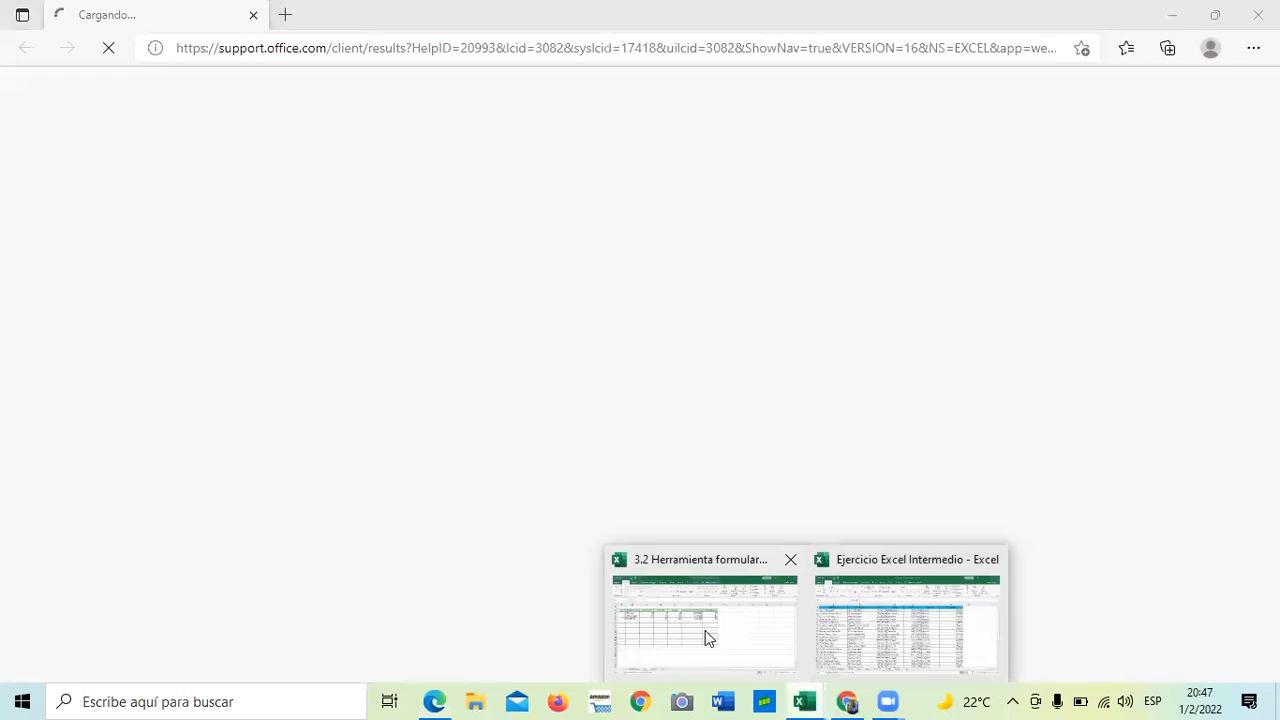 Cargando...
https://support.office.com/client/results?HelpID=20993&lcid=3082&syslcid=17418&uilcid=3082&ShowNav=true&VERSION=16&NS=EXCEL&app=we...
3.2 Herramienta formular...
Ejercicio Excel Intermedio - Excel
Escribe aquí para buscar
amazon
22°C
ESP
20:47
1/2/2022